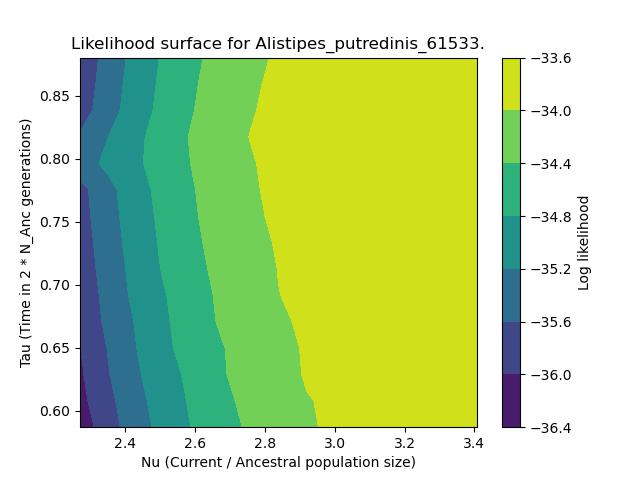 Likelihood surface for Alistipes_putredinis_61533.
Tau (Time in 2 * N_Anc generations)
0.85
0.80
0.75
0.70
0.65
0.60
2.4 2.6 2.8 3.0 3.2 3.4
Nu (Current / Ancestral population size)
−33.6
−34.0
−34.4
−34.8
−35.2
−35.6
−36.0
−36.4
Log likelihood